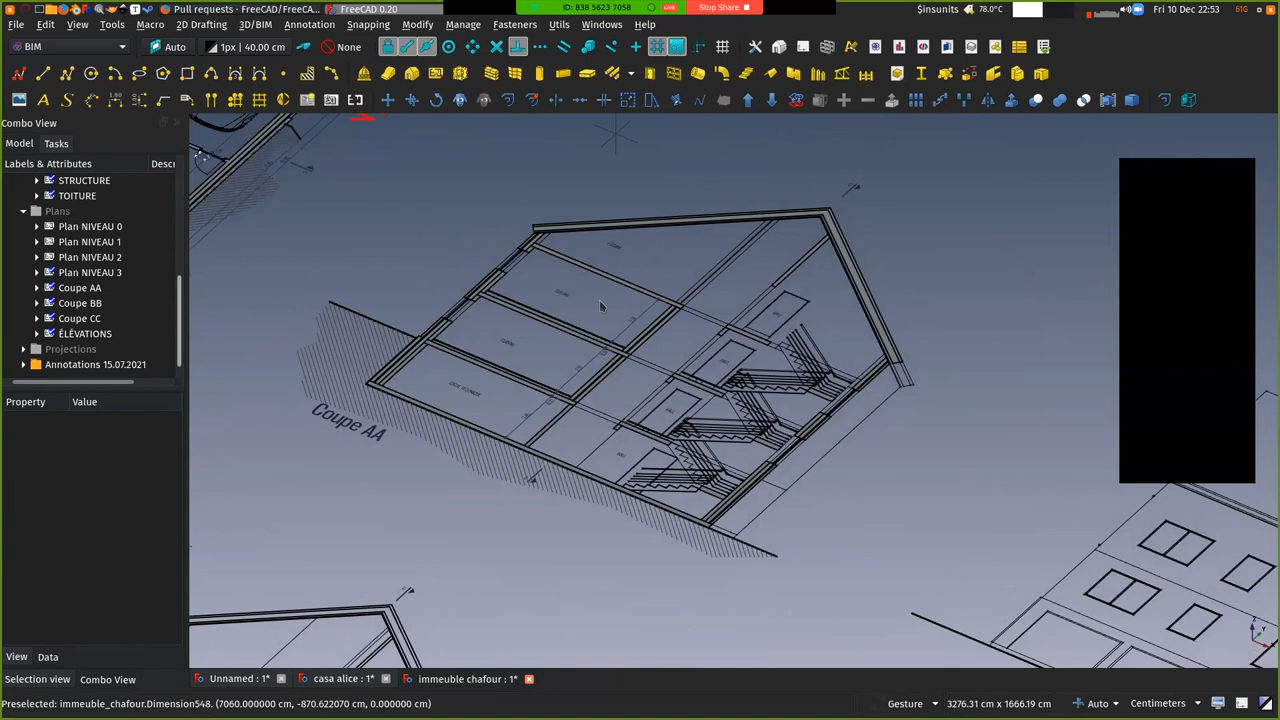 Pull requests · FreeCAD/FreeCA...
FreeCAD 0.20
ID: 838 5623 7058
LIVE
Stop Share
$insunits
78.0°C
Fri 10 Dec 22:53
51G
File Edit View Tools Macro 2D Drafting 3D/BIM Annotation Snapping Modify Manage Fasteners Utils Windows Help
BIM
Auto
1px | 40.00 cm
None
Combo View
Model Tasks
Labels & Attributes Descr
STRUCTURE
TOITURE
Plans
Plan NIVEAU 0
Plan NIVEAU 1
Plan NIVEAU 2
Plan NIVEAU 3
Coupe AA
Coupe BB
Coupe CC
ÉLÉVATIONS
Projections
Annotations 15.07.2021
Property Value
Coupe AA
View Data
Selection view Combo View
Unnamed : 1*
casa alice : 1*
immeuble chafour : 1*
Preselected: immeuble_chafour.Dimension548. (7060.000000 cm, -870.622070 cm, 0.000000 cm)
Gesture
3276.31 cm x 1666.19 cm
Auto
Centimeters